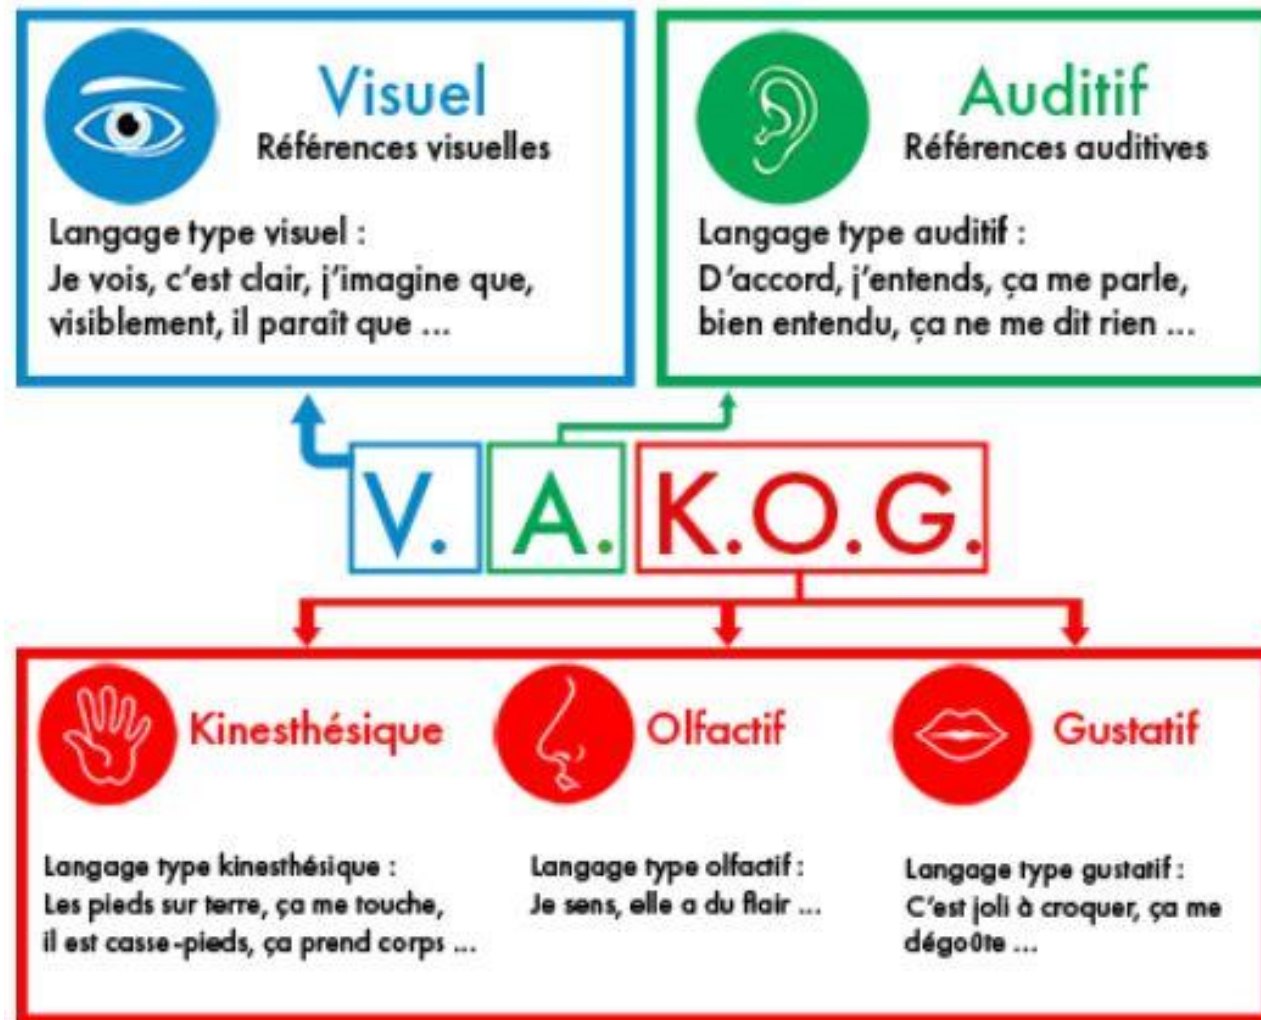 Visuel
Références visuelles
Langage type visuel :
Je vois, c'est clair, j'imagine que,
visiblement, il paraît que ...
Auditif
Références auditives
Langage type auditif :
D'accord, j'entends, ça me parle,
bien entendu, ça ne me dit rien ...
V. A. K.O.G.
Kinesthésique
Langage type kinesthésique :
Les pieds sur terre, ça me touche,
il est casse-pieds, ça prend corps ...
Olfactif
Langage type olfactif :
Je sens, elle a du flair ...
Gustatif
Langage type gustatif :
C'est joli à croquer, ça me
dégoûte ...